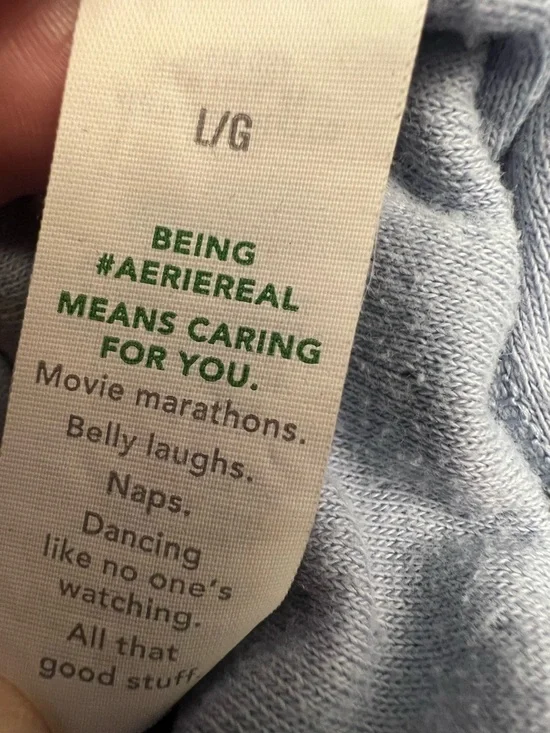 L/G
BEING
#AERIEREAL
MEANS CARING
FOR YOU.
Movie marathons.
Belly laughs.
Naps.
Dancing
like no one's
watching.
All that
good stuff